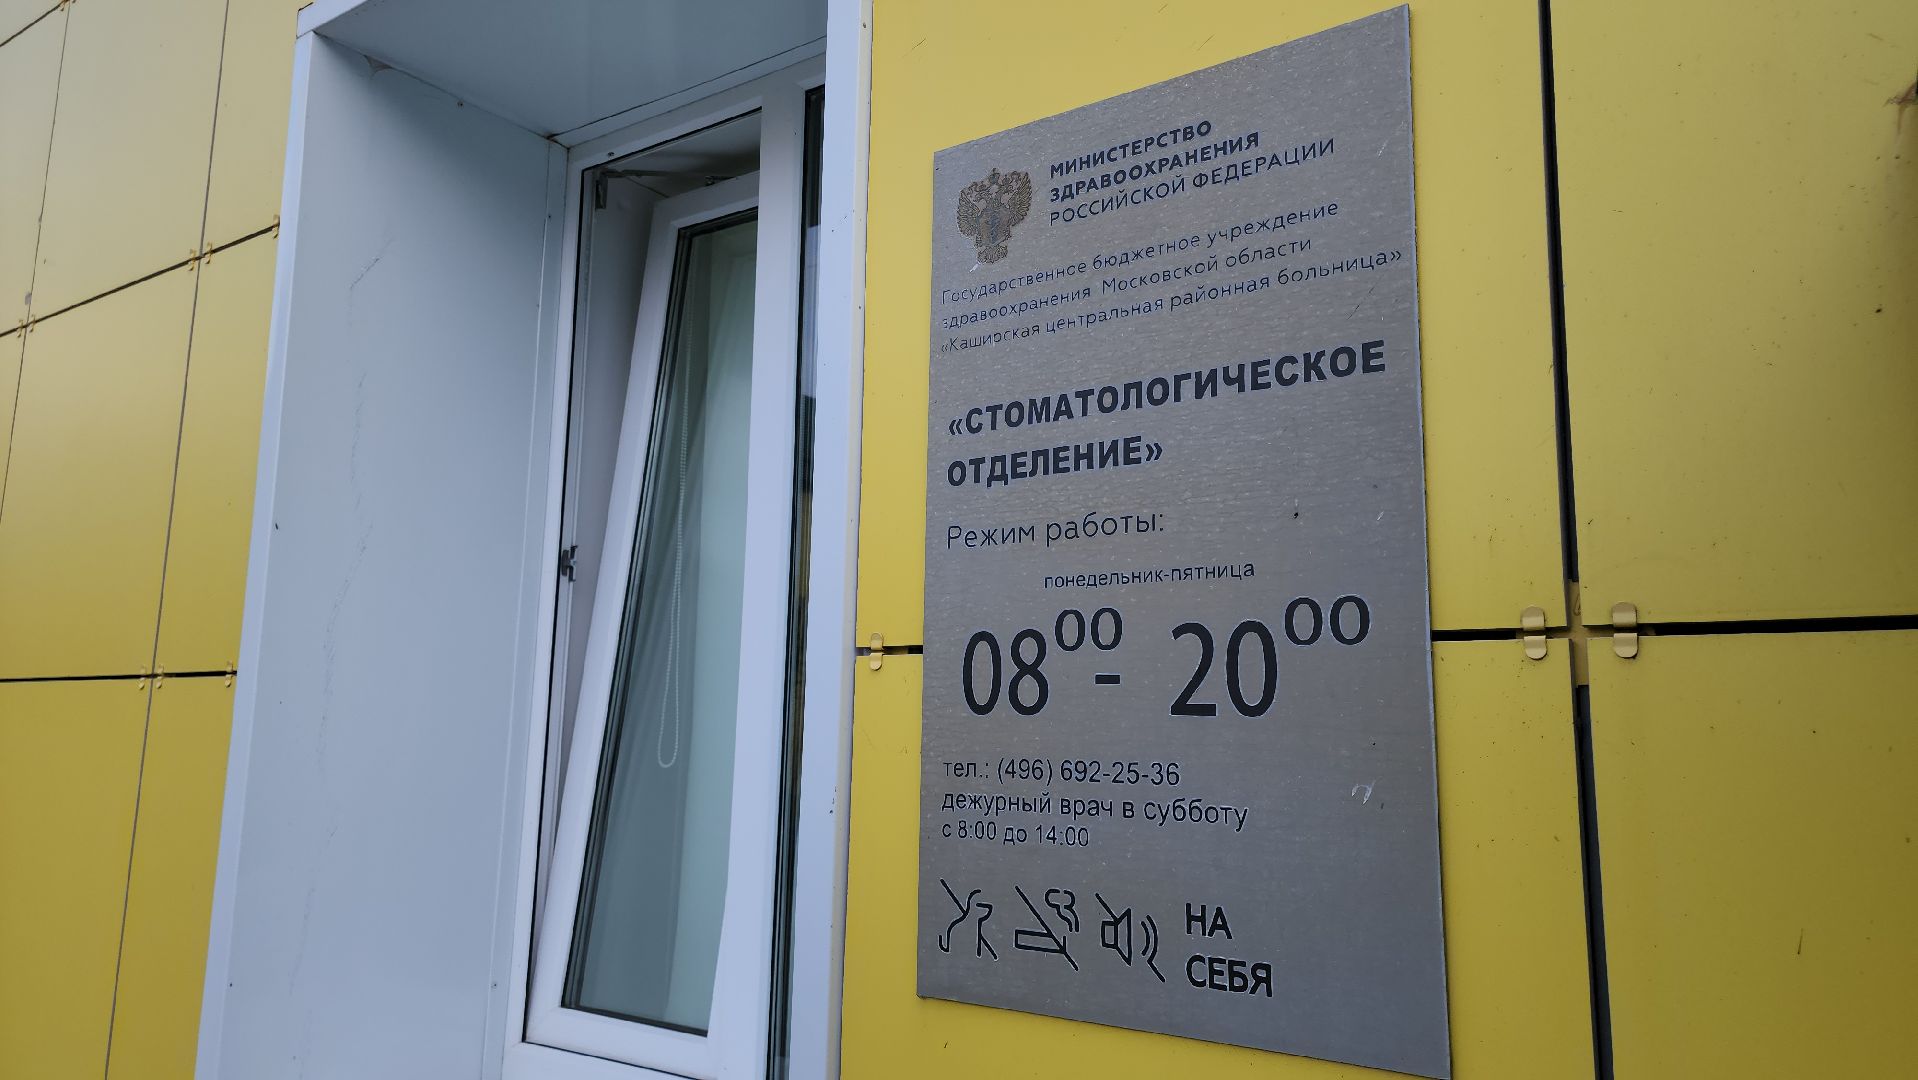 МИНИСТЕРСТВО
ЗДРАВООХРАНЕНИЯ
РОССИЙСКОЙ ФЕДЕРАЦИИ
Государственное бюджетное учреждение
здравоохранения Московской области
«Каширская центральная районная больница»
«СТОМАТОЛОГИЧЕСКОЕ
ОТДЕЛЕНИЕ»
Режим работы:
понедельник-пятница
08⁰⁰ - 20⁰⁰
тел.: (496) 692-25-36
дежурный врач в субботу
с 8:00 до 14:00
НА
СЕБЯ